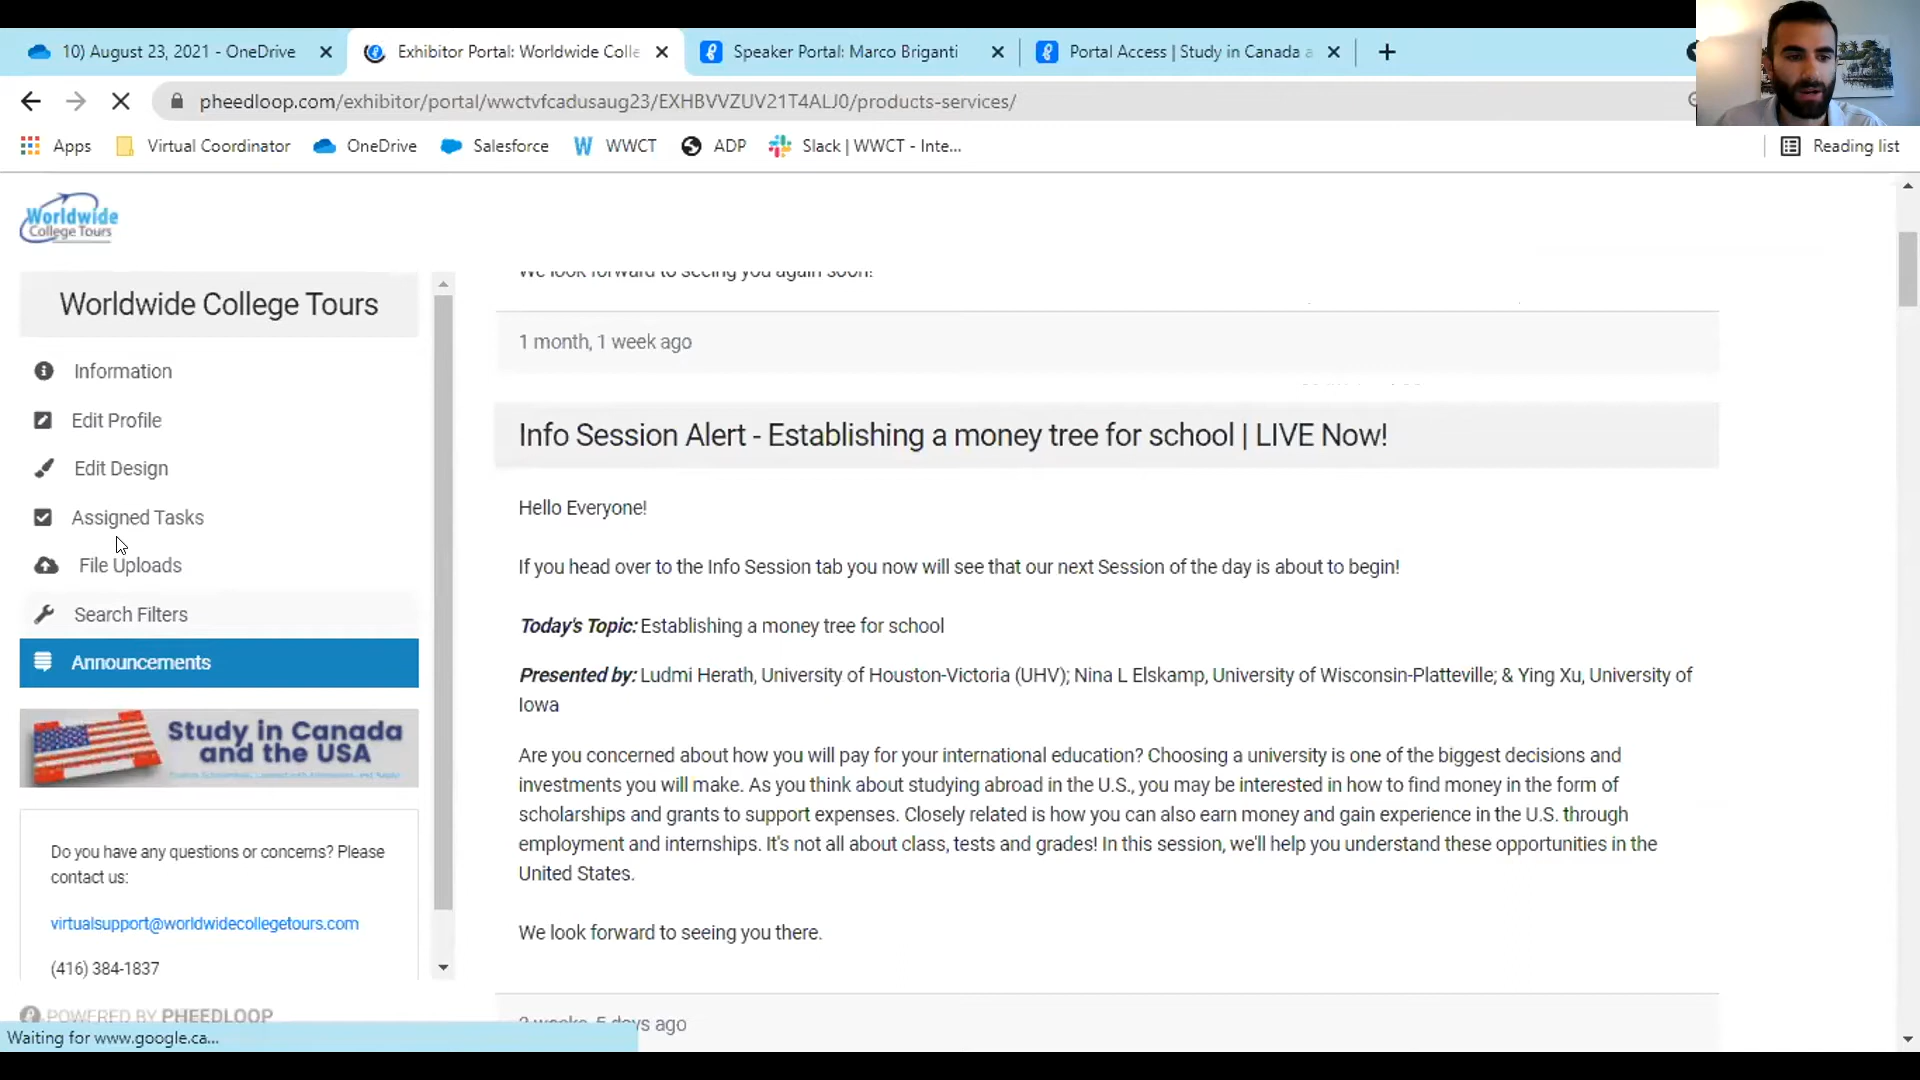 10) August 23, 2021 - OneDrive
Exhibitor Portal: Worldwide Colle
Speaker Portal: Marco Briganti
Portal Access | Study in Canada a
pheedloop.com/exhibitor/portal/wwctvfcadusaug23/EXHBVVZUV21T4ALJ0/products-services/
Apps
Virtual Coordinator
OneDrive
Salesforce
WWCT
ADP
Slack | WWCT - Inte...
Reading list
Worldwide
College Tours
Worldwide College Tours
Information
Edit Profile
Edit Design
Assigned Tasks
File Uploads
Search Filters
Announcements
Study in Canada
and the USA
Do you have any questions or concerns? Please
contact us:
virtualsupport@worldwidecollegetours.com
(416) 384-1837
POWERED BY PHEEDLOOP
Waiting for www.google.ca...
We look forward to seeing you again soon!
1 month, 1 week ago
Info Session Alert - Establishing a money tree for school | LIVE Now!
Hello Everyone!
If you head over to the Info Session tab you now will see that our next Session of the day is about to begin!
Today's Topic: Establishing a money tree for school
Presented by: Ludmi Herath, University of Houston-Victoria (UHV); Nina L Elskamp, University of Wisconsin-Platteville; & Ying Xu, University of
Iowa
Are you concerned about how you will pay for your international education? Choosing a university is one of the biggest decisions and
investments you will make. As you think about studying abroad in the U.S., you may be interested in how to find money in the form of
scholarships and grants to support expenses. Closely related is how you can also earn money and gain experience in the U.S. through
employment and internships. It's not all about class, tests and grades! In this session, we'll help you understand these opportunities in the
United States.
We look forward to seeing you there.
days ago